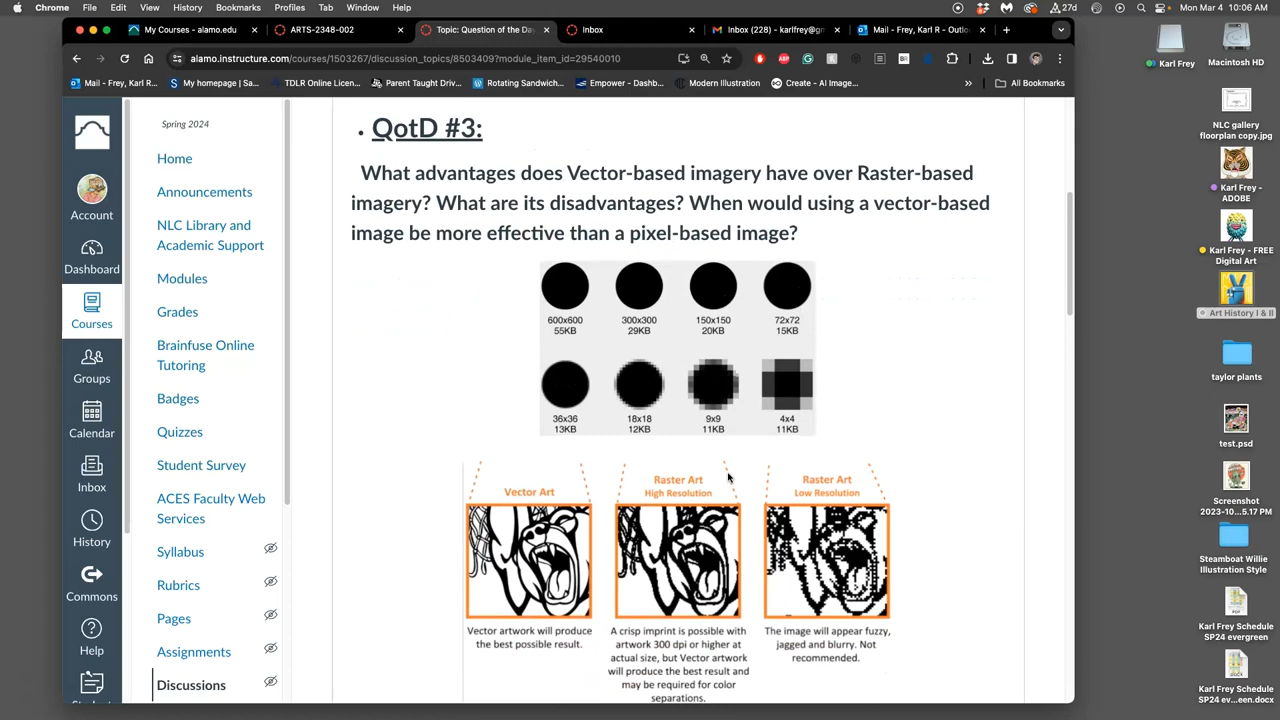 Chrome File Edit View History Bookmarks Profiles Tab Window Help 27d Mon Mar 4 10:06 AM
My Courses - alamo.edu ARTS-2348-002 Topic: Question of the Da Inbox Inbox (228) - karlfrey@gm Mail - Frey, Karl R - Outlo
alamo.instructure.com/courses/1503267/discussion_topics/8503409?module_item_id=29540010
Mail - Frey, Karl R... My homepage | Sa... TDLR Online Licen... Parent Taught Driv... Rotating Sandwich... Empower - Dashb... Modern Illustration Create - AI Image... All Bookmarks
Account
Dashboard
Courses
Groups
Calendar
Inbox
History
Commons
Help
Spring 2024
Home
Announcements
NLC Library and
Academic Support
Modules
Grades
Brainfuse Online
Tutoring
Badges
Quizzes
Student Survey
ACES Faculty Web
Services
Syllabus
Rubrics
Pages
Assignments
Discussions
• QotD #3:
What advantages does Vector-based imagery have over Raster-based
imagery? What are its disadvantages? When would using a vector-based
image be more effective than a pixel-based image?
600x600 300x300 150x150 72x72
55KB 29KB 20KB 15KB
36x36 18x18 9x9 4x4
13KB 12KB 11KB 11KB
Vector Art
Vector artwork will produce
the best possible result.
Raster Art
High Resolution
A crisp imprint is possible with
artwork 300 dpi or higher at
actual size, but Vector artwork
will produce the best result and
may be required for color
separations.
Raster Art
Low Resolution
The image will appear fuzzy,
jagged and blurry. Not
recommended.
Karl Frey
Macintosh HD
NLC gallery
floorplan copy.jpg
Karl Frey -
ADOBE
Karl Frey - FREE
Digital Art
Art History I & II
taylor plants
test.psd
Screenshot
2023-10...5.17 PM
Steamboat Willie
Illustration Style
Karl Frey Schedule
SP24 evergreen
Karl Frey Schedule
SP24 ev...een.docx